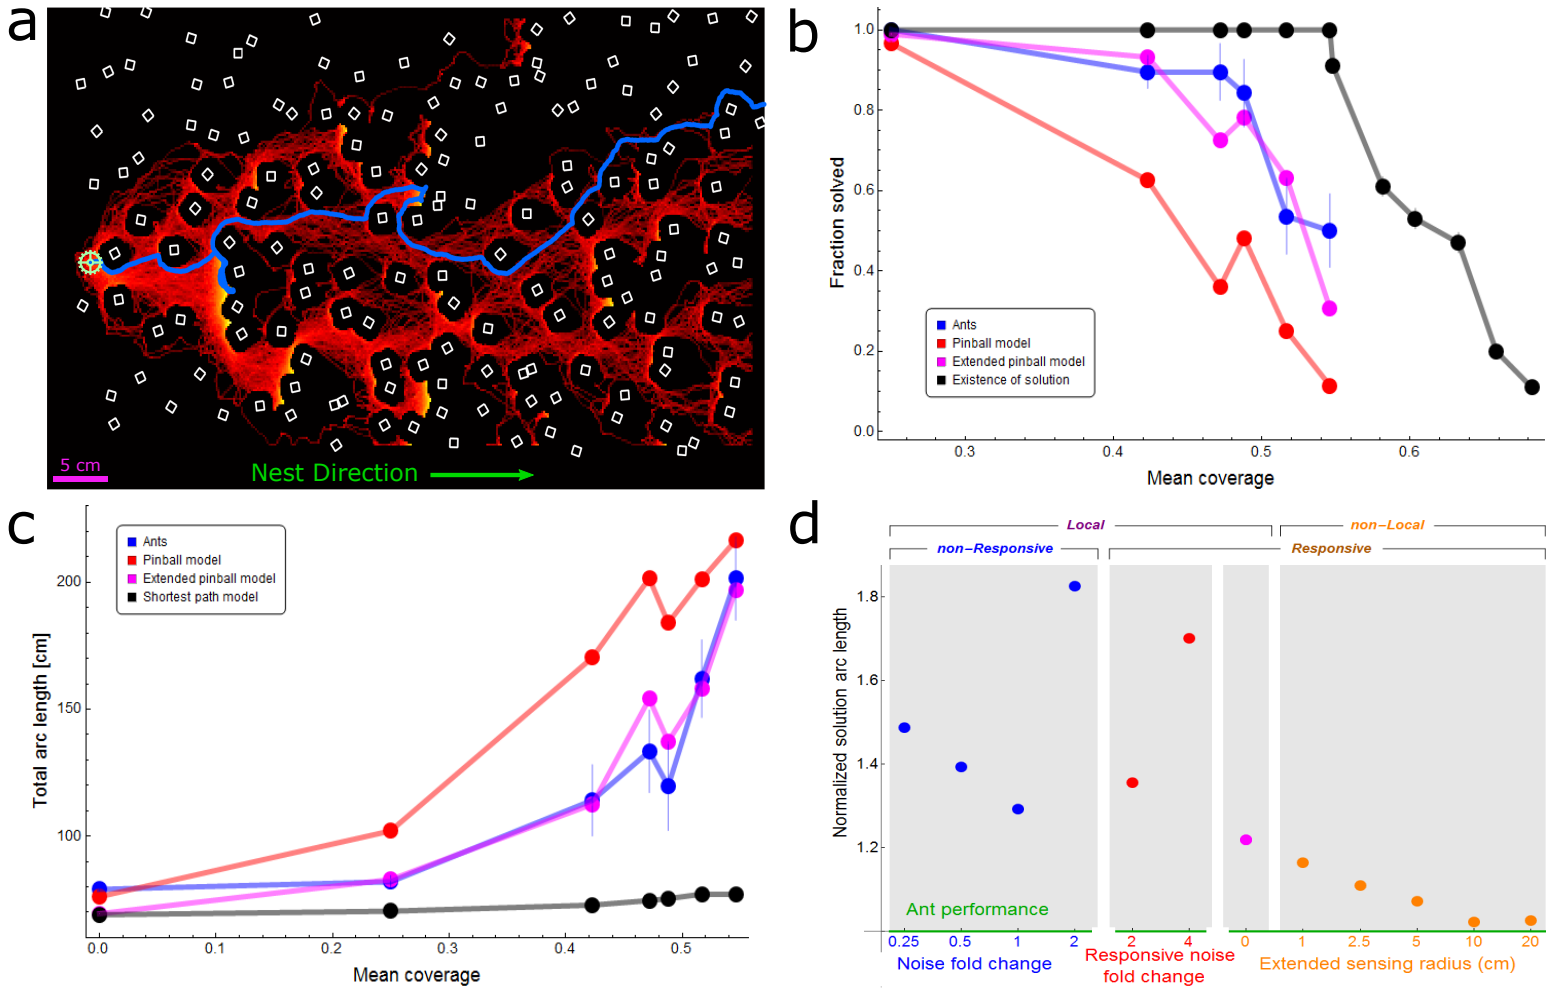 a
5 cm
Nest Direction
b
Fraction solved
1.0
0.8
0.6
0.4
0.2
0.0
Ants
Pinball model
Extended pinball model
Existence of solution
0.3
0.4
0.5
0.6
Mean coverage
c
Total arc length [cm]
200
150
100
Ants
Pinball model
Extended pinball model
Shortest path model
0.0
0.1
0.2
0.3
0.4
0.5
Mean coverage
d
Local
non-Local
non-Responsive
Responsive
Normalized solution arc length
1.8
1.6
1.4
1.2
Ant performance
0.25 0.5 1 2
2 4
0 1 2.5 5 10 20
Noise fold change
Responsive noise
fold change
Extended sensing radius (cm)